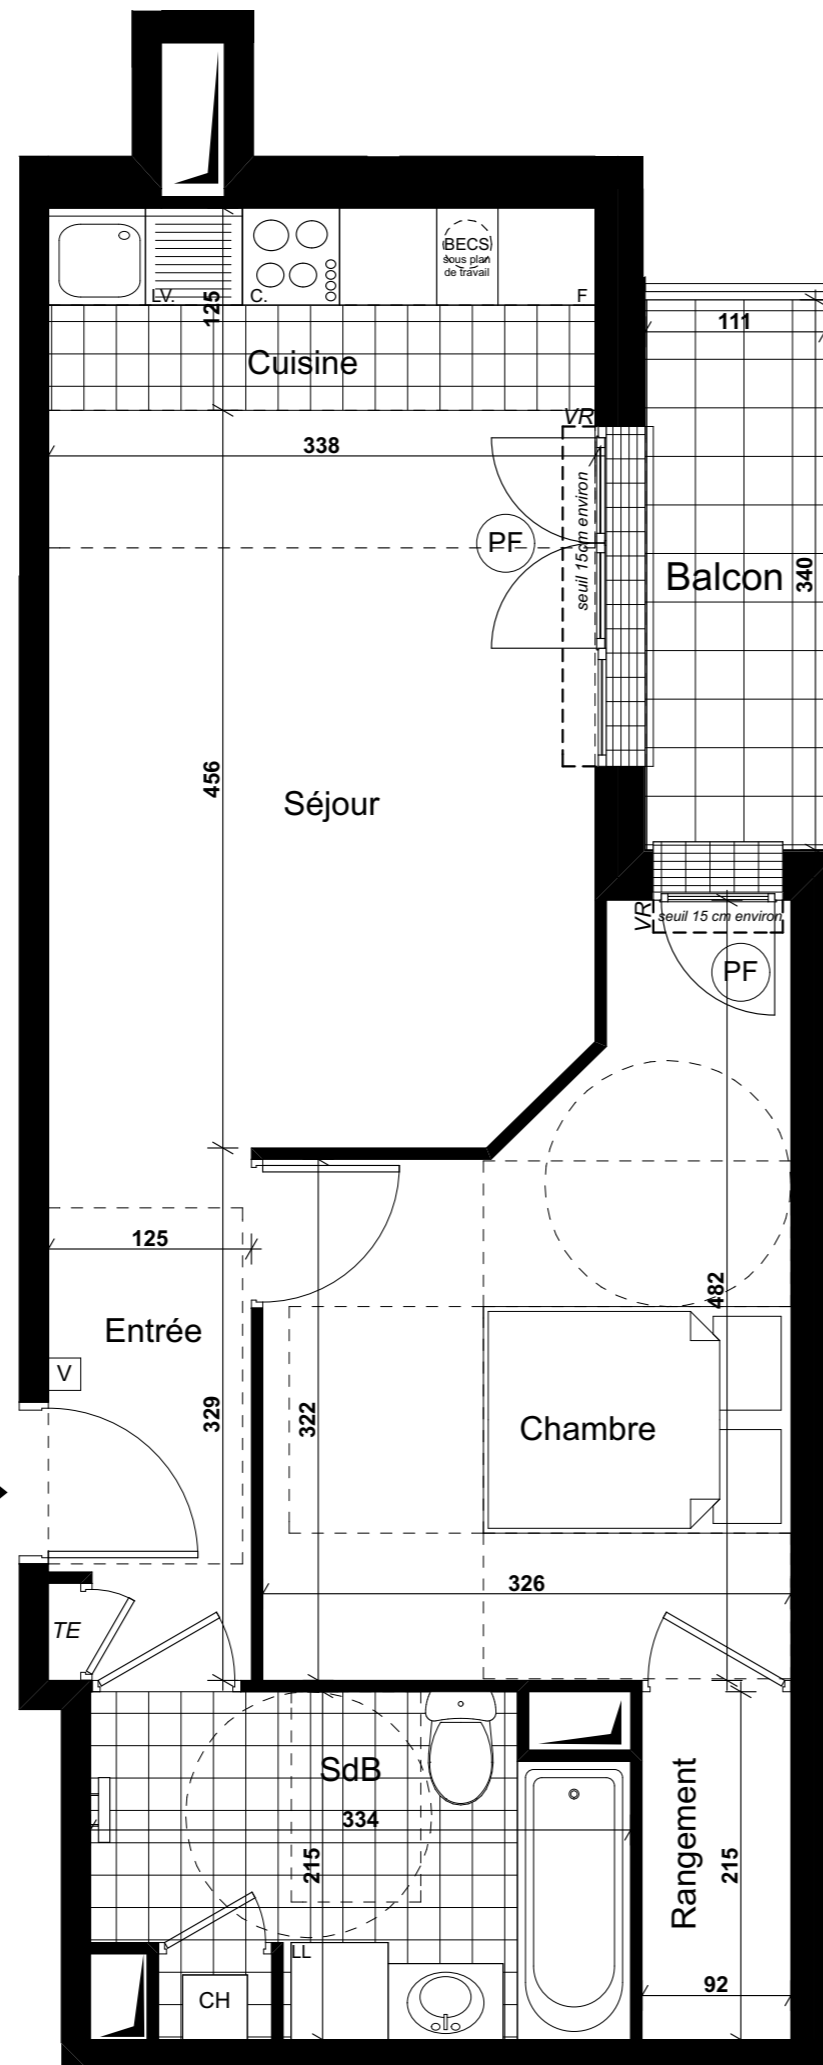 BECS
sous plan
de travail
LV.
C.
F
125
Cuisine
111
VR
338
seuil 15cm environ
PF
Balcon
340
456
Séjour
VR
seuil 15 cm environ
PF
125
482
Entrée
V
329
322
Chambre
326
TE
SdB
334
215
Rangement
215
LL
CH
92